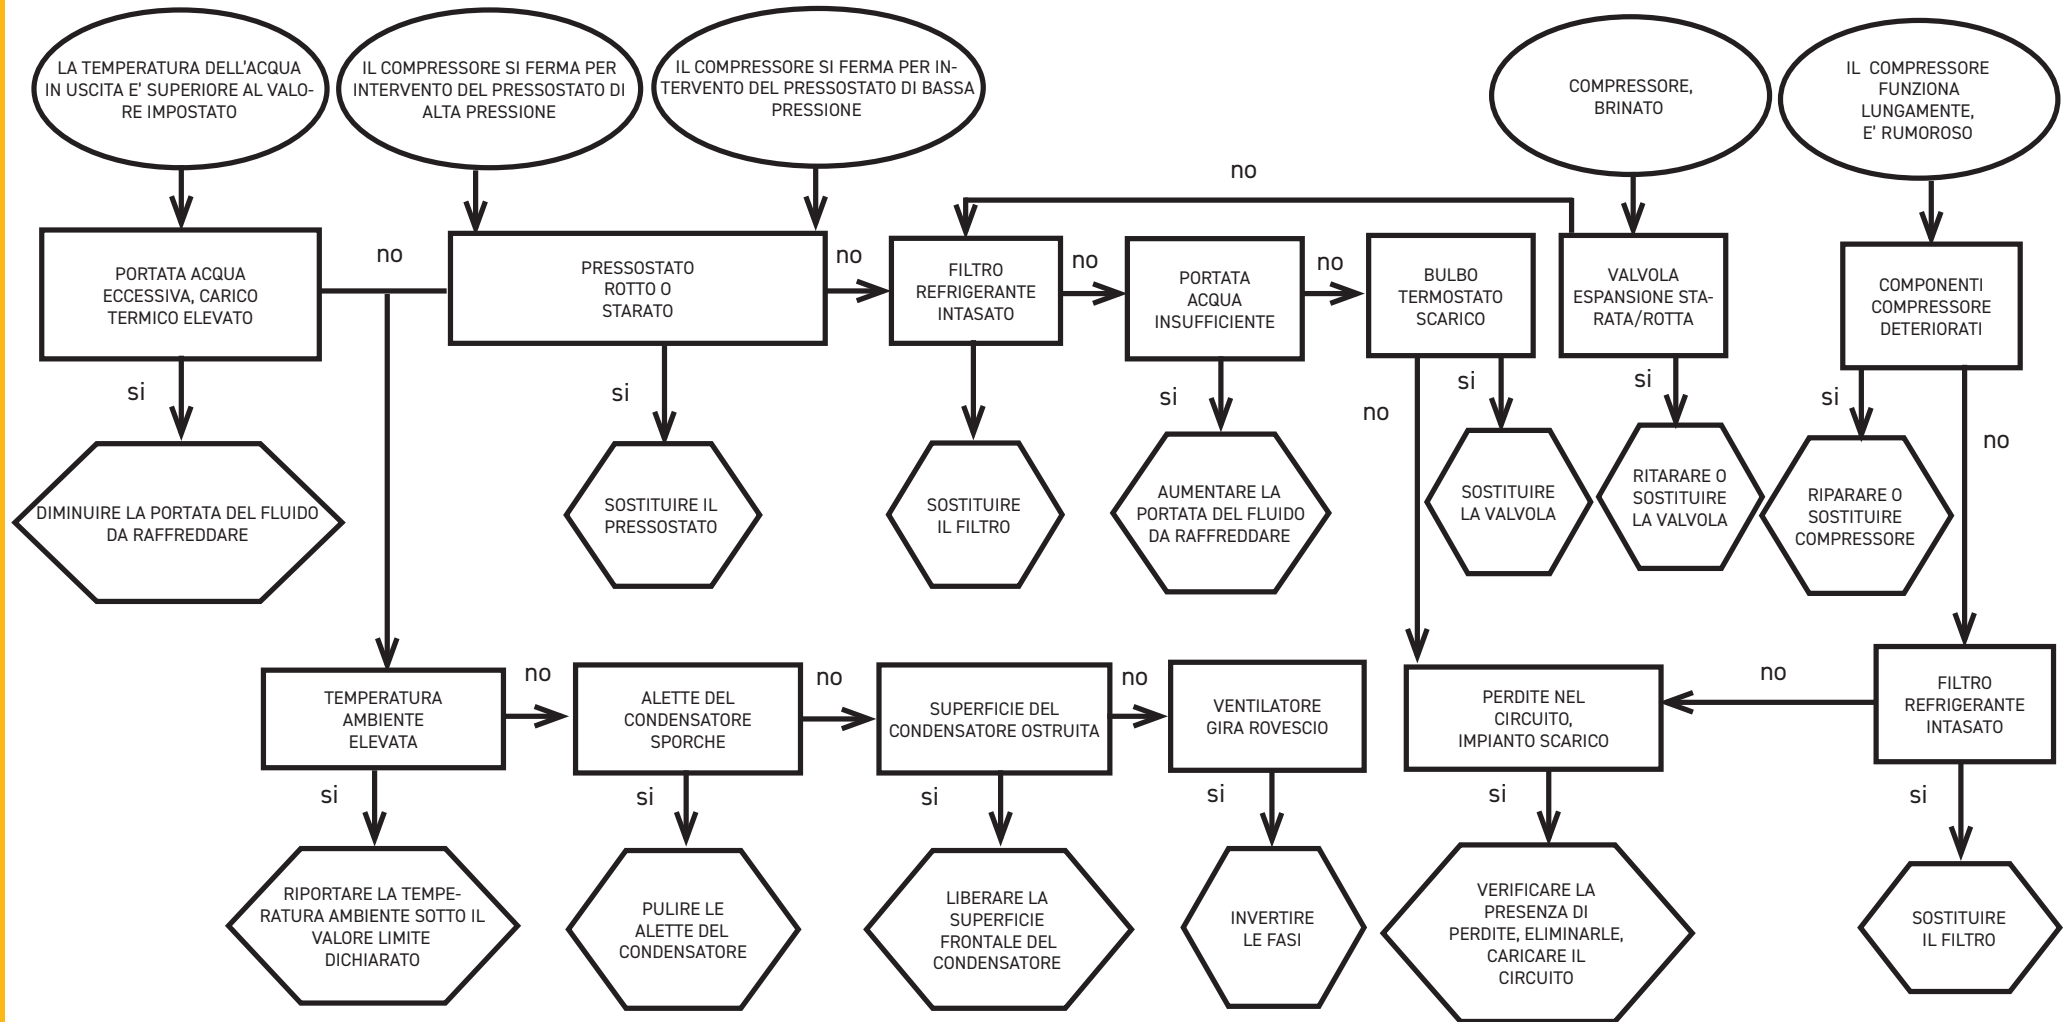 LA TEMPERATURA DELL'ACQUA
IN USCITA E' SUPERIORE AL VALO-
RE IMPOSTATO
IL COMPRESSORE SI FERMA PER
INTERVENTO DEL PRESSOSTATO DI
ALTA PRESSIONE
IL COMPRESSORE SI FERMA PER IN-
TERVENTO DEL PRESSOSTATO DI BASSA
PRESSIONE
COMPRESSORE,
BRINATO
IL COMPRESSORE
FUNZIONA
LUNGAMENTE,
E' RUMOROSO
no
PORTATA ACQUA
ECCESSIVA, CARICO
TERMICO ELEVATO
no
PRESSOSTATO
ROTTO O
STARATO
no
FILTRO
REFRIGERANTE
INTASATO
no
PORTATA
ACQUA
INSUFFICIENTE
no
BULBO
TERMOSTATO
SCARICO
VALVOLA
ESPANSIONE STA-
RATA/ROTTA
COMPONENTI
COMPRESSORE
DETERIORATI
si
si
si
si
si
si
no
no
DIMINUIRE LA PORTATA DEL FLUIDO
DA RAFFREDDARE
SOSTITUIRE IL
PRESSOSTATO
SOSTITUIRE
IL FILTRO
AUMENTARE LA
PORTATA DEL FLUIDO
DA RAFFREDDARE
SOSTITUIRE
LA VALVOLA
RITARARE O
SOSTITUIRE
LA VALVOLA
RIPARARE O
SOSTITUIRE
COMPRESSORE
TEMPERATURA
AMBIENTE
ELEVATA
no
ALETTE DEL
CONDENSATORE
SPORCHE
no
SUPERFICIE DEL
CONDENSATORE OSTRUITA
no
VENTILATORE
GIRA ROVESCIO
PERDITE NEL
CIRCUITO,
IMPIANTO SCARICO
no
FILTRO
REFRIGERANTE
INTASATO
si
si
si
si
si
si
RIPORTARE LA TEMPE-
RATURA AMBIENTE SOTTO IL
VALORE LIMITE
DICHIARATO
PULIRE LE
ALETTE DEL
CONDENSATORE
LIBERARE LA
SUPERFICIE
FRONTALE DEL
CONDENSATORE
INVERTIRE
LE FASI
VERIFICARE LA
PRESENZA DI
PERDITE, ELIMINARLE,
CARICARE IL
CIRCUITO
SOSTITUIRE
IL FILTRO